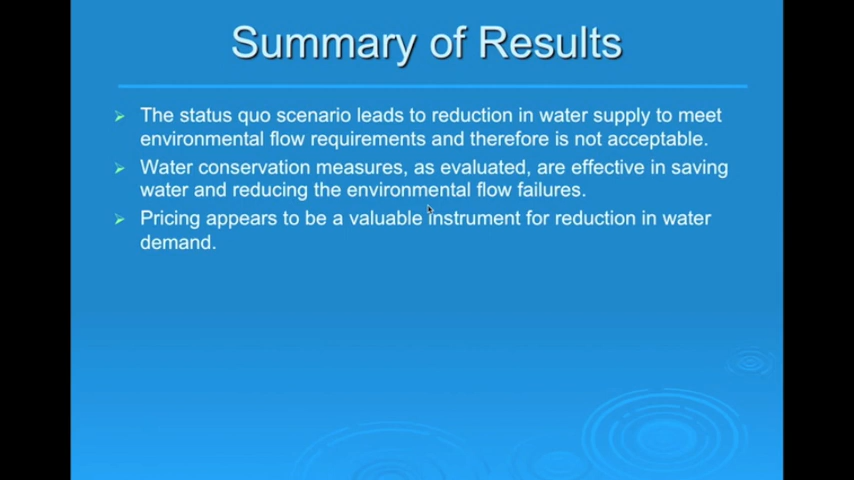 Summary of Results
The status quo scenario leads to reduction in water supply to meet
environmental flow requirements and therefore is not acceptable.
Water conservation measures, as evaluated, are effective in saving
water and reducing the environmental flow failures.
Pricing appears to be a valuable instrument for reduction in water
demand.